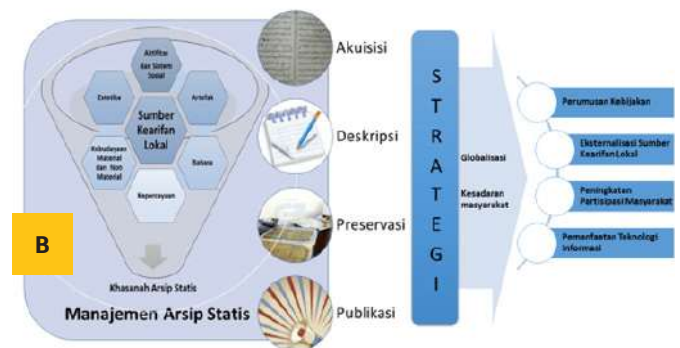 Aktifitas
dan Sistem
Sosial
Estetika
Artefak
Sumber
Kearifan
Lokal
Kebudayaan
Material
dan Non
Material
Bahasa
Kepercayaan
B
Khasanah Arsip Statis
Manajemen Arsip Statis
Akuisisi
Deskripsi
Preservasi
Publikasi
S
T
R
A
T
E
G
I
Globalisasi
Kesadaran
masyarakat
Perumusan Kebijakan
Eksternalisasi Sumber
Kearifan Lokal
Peningkatan
Partisipasi Masyarakat
Pemanfaatan Teknologi
Informasi